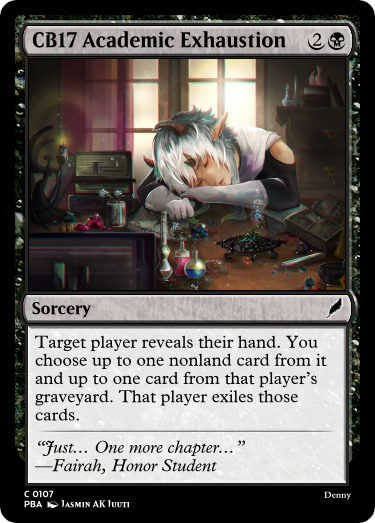 CB17 Academic Exhaustion 2
Sorcery
Target player reveals their hand. You
choose up to one nonland card from it
and up to one card from that player's
graveyard. That player exiles those
cards.
“Just… One more chapter…”
—Fairah, Honor Student
C 0107
Denny
PBA Jasmin AK Juuti